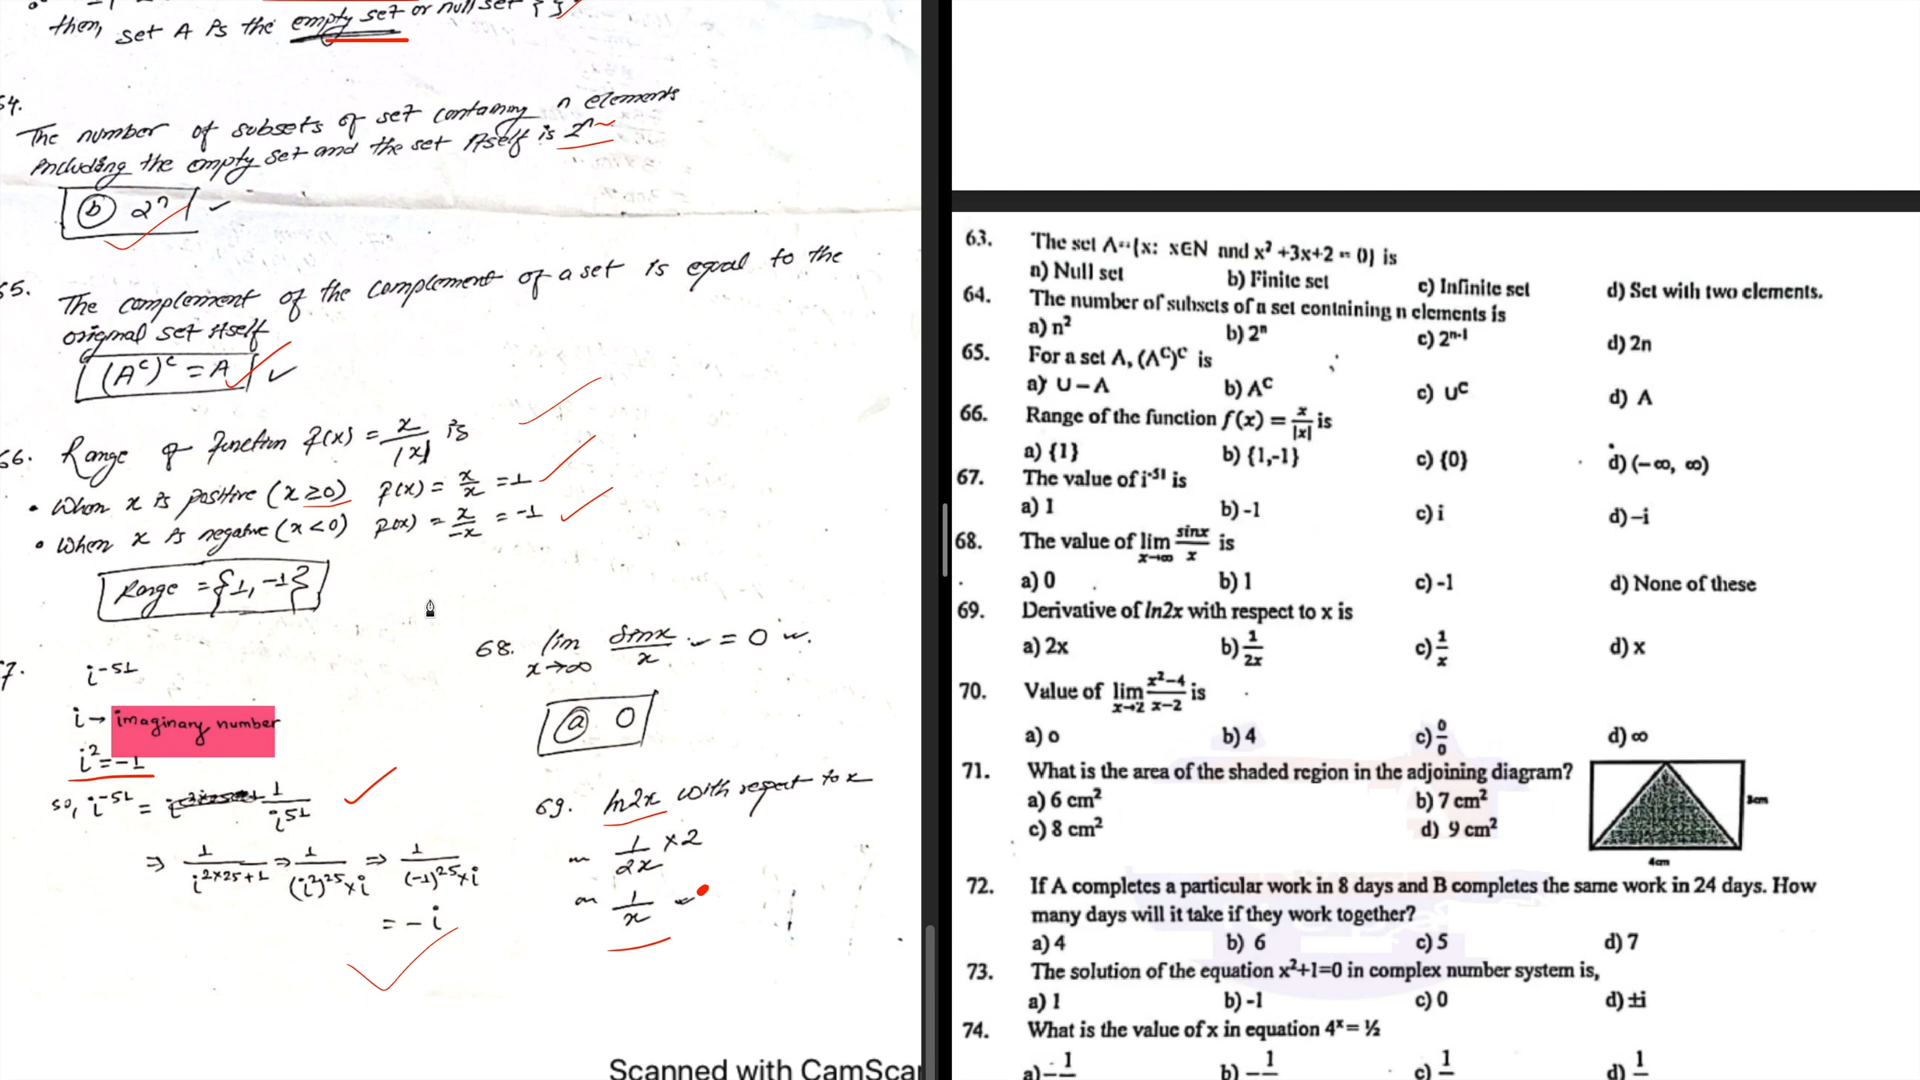 then, set A is the empty set or null set { }
64.
The number of subsets of set containing n elements
including the empty set and the set itself is 2ⁿ
ⓑ 2ⁿ
65.
The complement of the complement of a set is equal to the
original set itself
(Aᶜ)ᶜ = A
66. Range of function f(x) = x/|x| is
• When x is positive (x ≥ 0) f(x) = x/x = 1
• When x is negative (x < 0) f(x) = x/-x = -1
Range = {1, -1}
7.
i⁻⁵¹
i → imaginary number
i² = -1
so, i⁻⁵¹ = 1/i⁵¹
⇒ 1/i²ˣ²⁵⁺¹ ⇒ 1/(i²)²⁵×i ⇒ 1/(-1)²⁵×i
= - i
68. lim x→∞ sinx/x = 0
ⓐ 0
69. ln2x with respect to x
1/2x × 2
1/x
Scanned with CamSca
63. The set A={x: x∈N and x² +3x+2 = 0} is
a) Null set b) Finite set c) Infinite set d) Set with two elements.
64. The number of subsets of a set containing n elements is
a) n² b) 2ⁿ c) 2ⁿ⁻¹ d) 2n
65. For a set A, (Aᶜ)ᶜ is
a) U – A b) Aᶜ c) Uᶜ d) A
66. Range of the function f(x) = x/|x| is
a) {1} b) {1,-1} c) {0} d) (−∞, ∞)
67. The value of i⁻⁵¹ is
a) 1 b) -1 c) i d) –i
68. The value of lim x→∞ sinx/x is
a) 0 b) 1 c) -1 d) None of these
69. Derivative of ln2x with respect to x is
a) 2x b) 1/2x c) 1/x d) x
70. Value of lim x→2 x²−4/x−2 is
a) o b) 4 c) 0/0 d) ∞
71. What is the area of the shaded region in the adjoining diagram?
a) 6 cm² b) 7 cm²
c) 8 cm² d) 9 cm²
3cm
4cm
72. If A completes a particular work in 8 days and B completes the same work in 24 days. How
many days will it take if they work together?
a) 4 b) 6 c) 5 d) 7
73. The solution of the equation x²+1=0 in complex number system is,
a) 1 b) -1 c) 0 d) ±i
74. What is the value of x in equation 4ˣ = ½
a) - 1 b) - 1 c) 1 d) 1